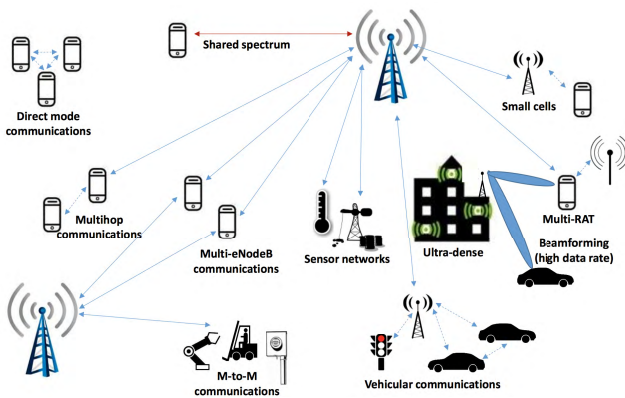 Shared spectrum
Direct mode
communications
Small cells
Multihop
communications
Multi-eNodeB
communications
Sensor networks
Ultra-dense
Multi-RAT
Beamforming
(high data rate)
M-to-M
communications
Vehicular communications